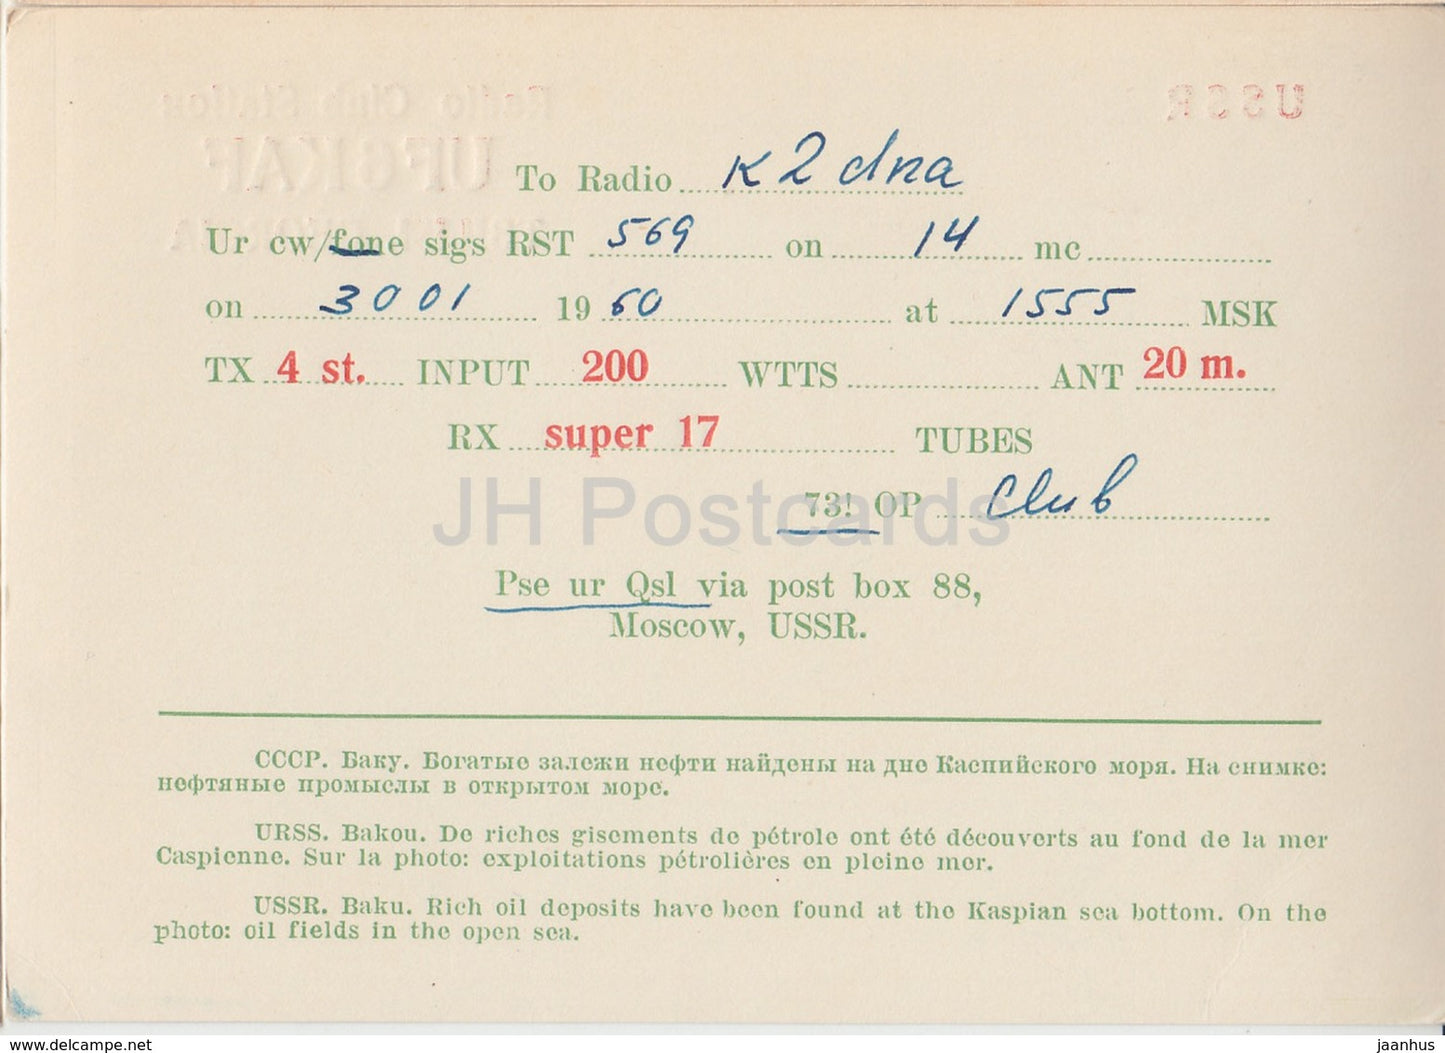 Radio Club Station
USSR
UF6KAF
To Radio K2dna
Ur cw/fone sigs RST 569 on 14 mc
on 3001 1960 at 1555 MSK
TX 4 st. INPUT 200 WTTS ANT 20 m.
RX super 17 TUBES
73! OP Club
JH Postcards
Pse ur Qsl via post box 88,
Moscow, USSR.
СССР. Баку. Богатые залежи нефти найдены на дне Каспийского моря. На снимке:
нефтяные промыслы в открытом море.
URSS. Bakou. De riches gisements de pétrole ont été découverts au fond de la mer
Caspienne. Sur la photo: exploitations pétrolières en pleine mer.
USSR. Baku. Rich oil deposits have been found at the Kaspian sea bottom. On the
photo: oil fields in the open sea.
www.delcampe.net
jaanhus